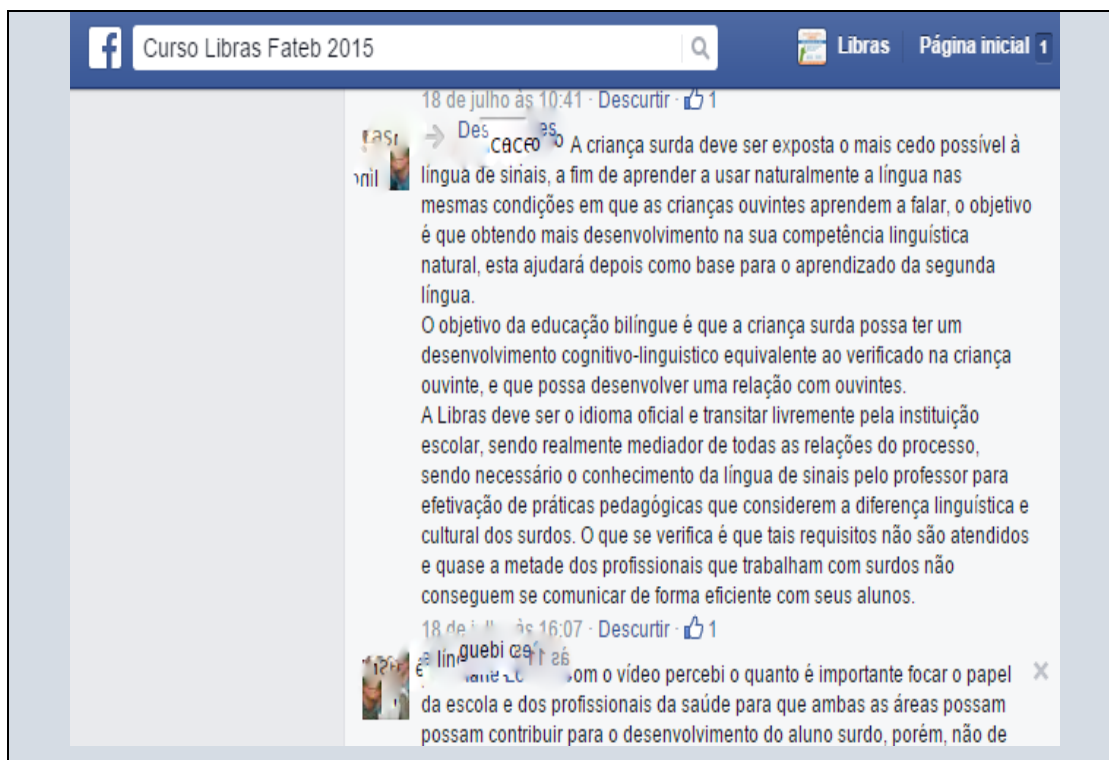 f Curso Libras Fateb 2015 Libras Página inicial 1
18 de julho às 10:41 · Descurtir · 1
A criança surda deve ser exposta o mais cedo possível à
língua de sinais, a fim de aprender a usar naturalmente a língua nas
mesmas condições em que as crianças ouvintes aprendem a falar, o objetivo
é que obtendo mais desenvolvimento na sua competência linguística
natural, esta ajudará depois como base para o aprendizado da segunda
língua.
O objetivo da educação bilíngue é que a criança surda possa ter um
desenvolvimento cognitivo-linguistico equivalente ao verificado na criança
ouvinte, e que possa desenvolver uma relação com ouvintes.
A Libras deve ser o idioma oficial e transitar livremente pela instituição
escolar, sendo realmente mediador de todas as relações do processo,
sendo necessário o conhecimento da língua de sinais pelo professor para
efetivação de práticas pedagógicas que considerem a diferença linguística e
cultural dos surdos. O que se verifica é que tais requisitos não são atendidos
e quase a metade dos profissionais que trabalham com surdos não
conseguem se comunicar de forma eficiente com seus alunos.
18 de às 16:07 · Descurtir · 1
om o vídeo percebi o quanto é importante focar o papel
da escola e dos profissionais da saúde para que ambas as áreas possam
possam contribuir para o desenvolvimento do aluno surdo, porém, não de